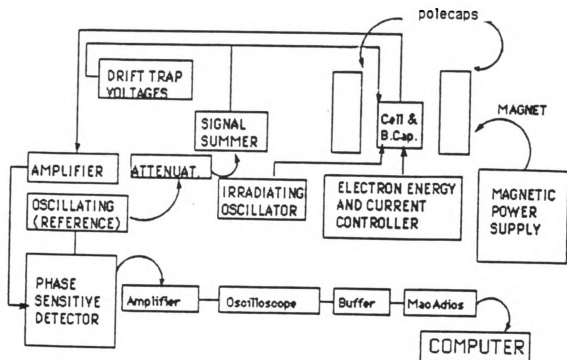 polecaps
DRIFT TRAP
VOLTAGES
SIGNAL
SUMMER
Cell &
B.Cap.
MAGNET
AMPLIFIER
ATTENUAT.
IRRADIATING
OSCILLATOR
ELECTRON ENERGY
AND CURRENT
CONTROLLER
MAGNETIC
POWER
SUPPLY
OSCILLATING
(REFERENCE)
PHASE
SENSITIVE
DETECTOR
Amplifier
Oscilloscope
Buffer
MacAdios
COMPUTER